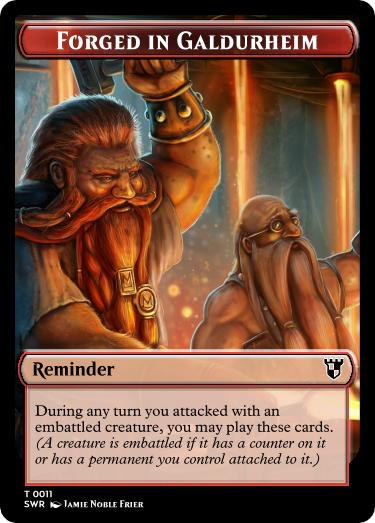 Forged in Galdurheim
Reminder
During any turn you attacked with an
embattled creature, you may play these cards.
(A creature is embattled if it has a counter on it
or has a permanent you control attached to it.)
T 0011
SWR Jamie Noble Frier